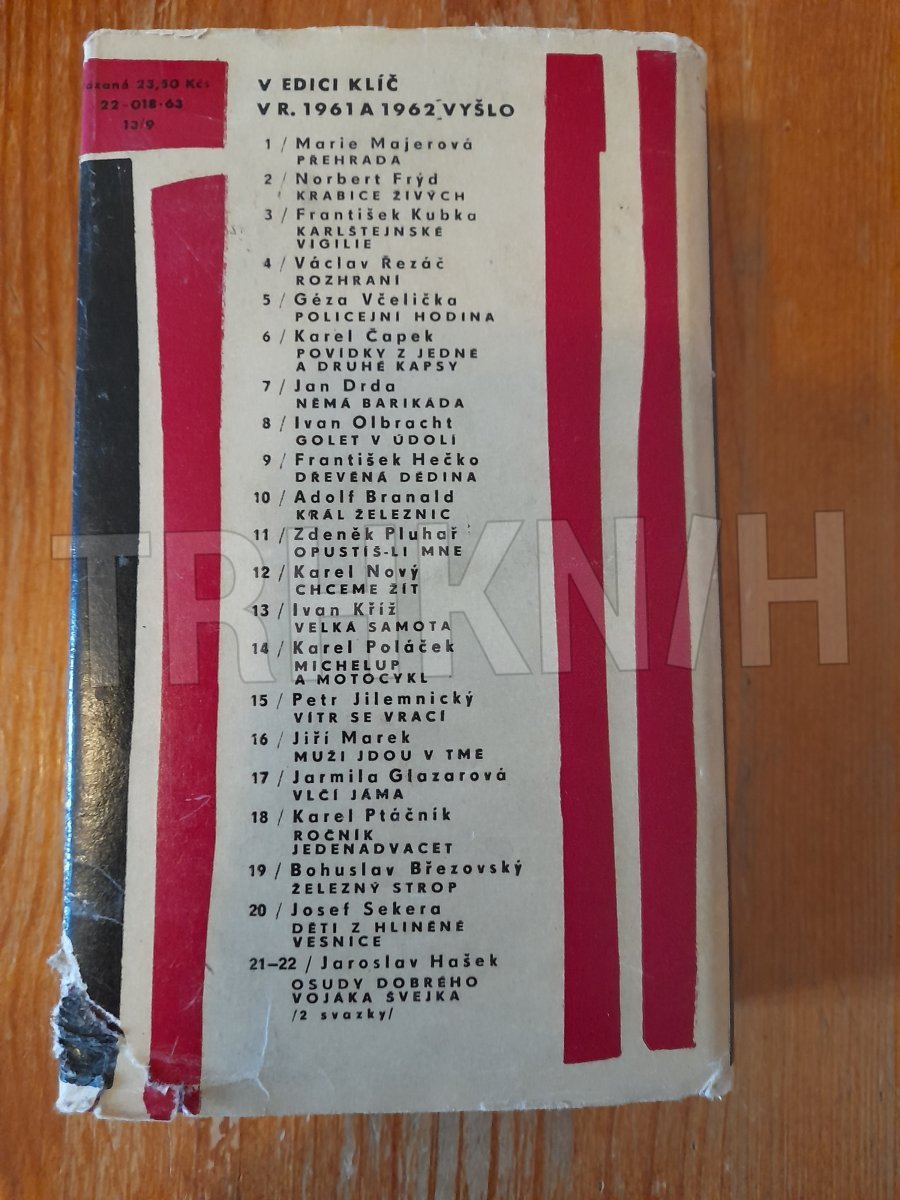 23,50 Kčs
22-018-63
13/9
V EDICI KLÍČ
V R. 1961 A 1962 VYŠLO
1 / Marie Majerová
PŘEHRADA
2 / Norbert Frýd
KRABICE ŽIVÝCH
3 / František Kubka
KARLŠTEJNSKÉ
VIGILIE
4 / Václav Řezáč
ROZHRANÍ
5 / Géza Včelička
POLICEJNÍ HODINA
6 / Karel Čapek
POVÍDKY Z JEDNÉ
A DRUHÉ KAPSY
7 / Jan Drda
NĚMÁ BARIKÁDA
8 / Ivan Olbracht
GOLET V ÚDOLÍ
9 / František Hečko
DŘEVĚNÁ DĚDINA
10 / Adolf Branald
KRÁL ŽELEZNIC
11 / Zdeněk Pluhař
OPUSTÍŠ-LI MNE
12 / Karel Nový
CHCEME ŽÍT
13 / Ivan Kříž
VELKÁ SAMOTA
14 / Karel Poláček
MICHELUP
A MOTOCYKL
15 / Petr Jilemnický
VÍTR SE VRACÍ
16 / Jiří Marek
MUŽI JDOU V TMĚ
17 / Jarmila Glazarová
VLČÍ JÁMA
18 / Karel Ptáčník
ROČNÍK
JEDENADVACET
19 / Bohuslav Březovský
ŽELEZNÝ STROP
20 / Josef Sekera
DĚTI Z HLINĚNÉ
VESNICE
21—22 / Jaroslav Hašek
OSUDY DOBRÉHO
VOJÁKA ŠVEJKA
/2 svazky/